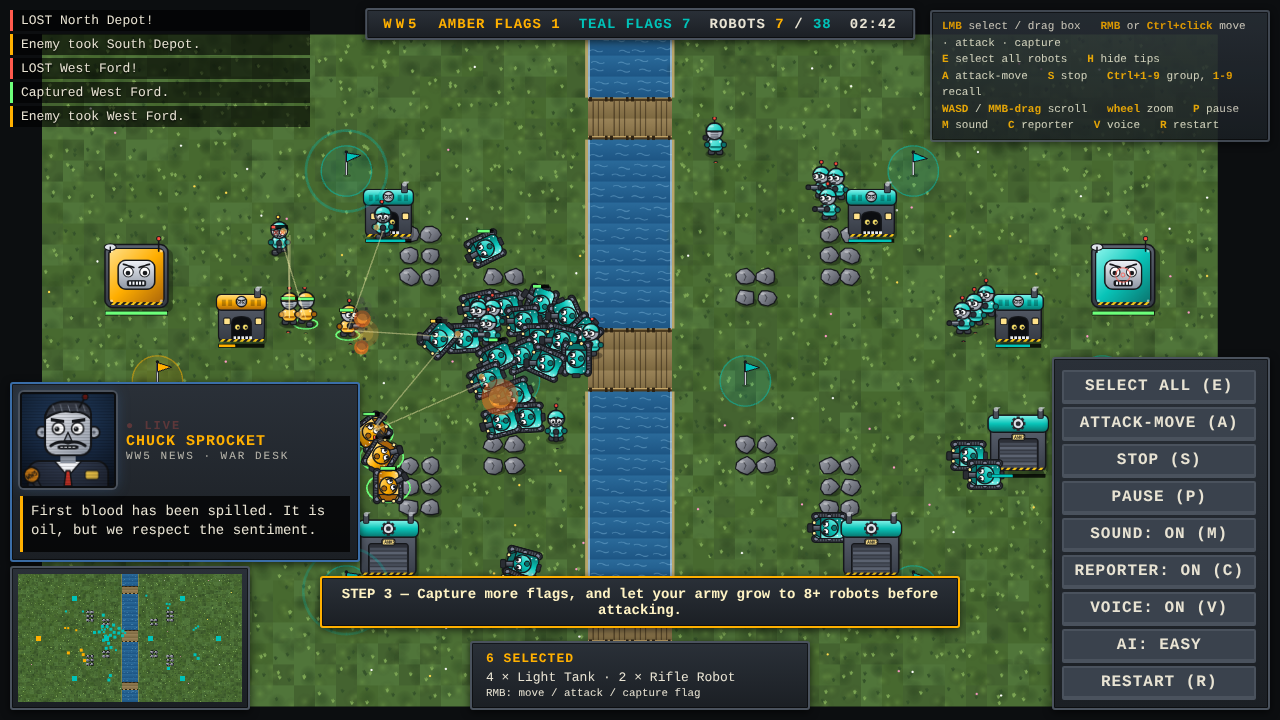 LOST North Depot!
Enemy took South Depot.
LOST West Ford!
Captured West Ford.
Enemy took West Ford.
WW5 AMBER FLAGS 1 TEAL FLAGS 7 ROBOTS 7 / 38 02:42
LMB select / drag box RMB or Ctrl+click move
· attack · capture
E select all robots H hide tips
A attack-move S stop Ctrl+1-9 group, 1-9
recall
WASD / MMB-drag scroll wheel zoom P pause
M sound C reporter V voice R restart
LIVE
CHUCK SPROCKET
WW5 NEWS · WAR DESK
First blood has been spilled. It is
oil, but we respect the sentiment.
STEP 3 — Capture more flags, and let your army grow to 8+ robots before
attacking.
6 SELECTED
4 × Light Tank · 2 × Rifle Robot
RMB: move / attack / capture flag
SELECT ALL (E)
ATTACK-MOVE (A)
STOP (S)
PAUSE (P)
SOUND: ON (M)
REPORTER: ON (C)
VOICE: ON (V)
AI: EASY
RESTART (R)